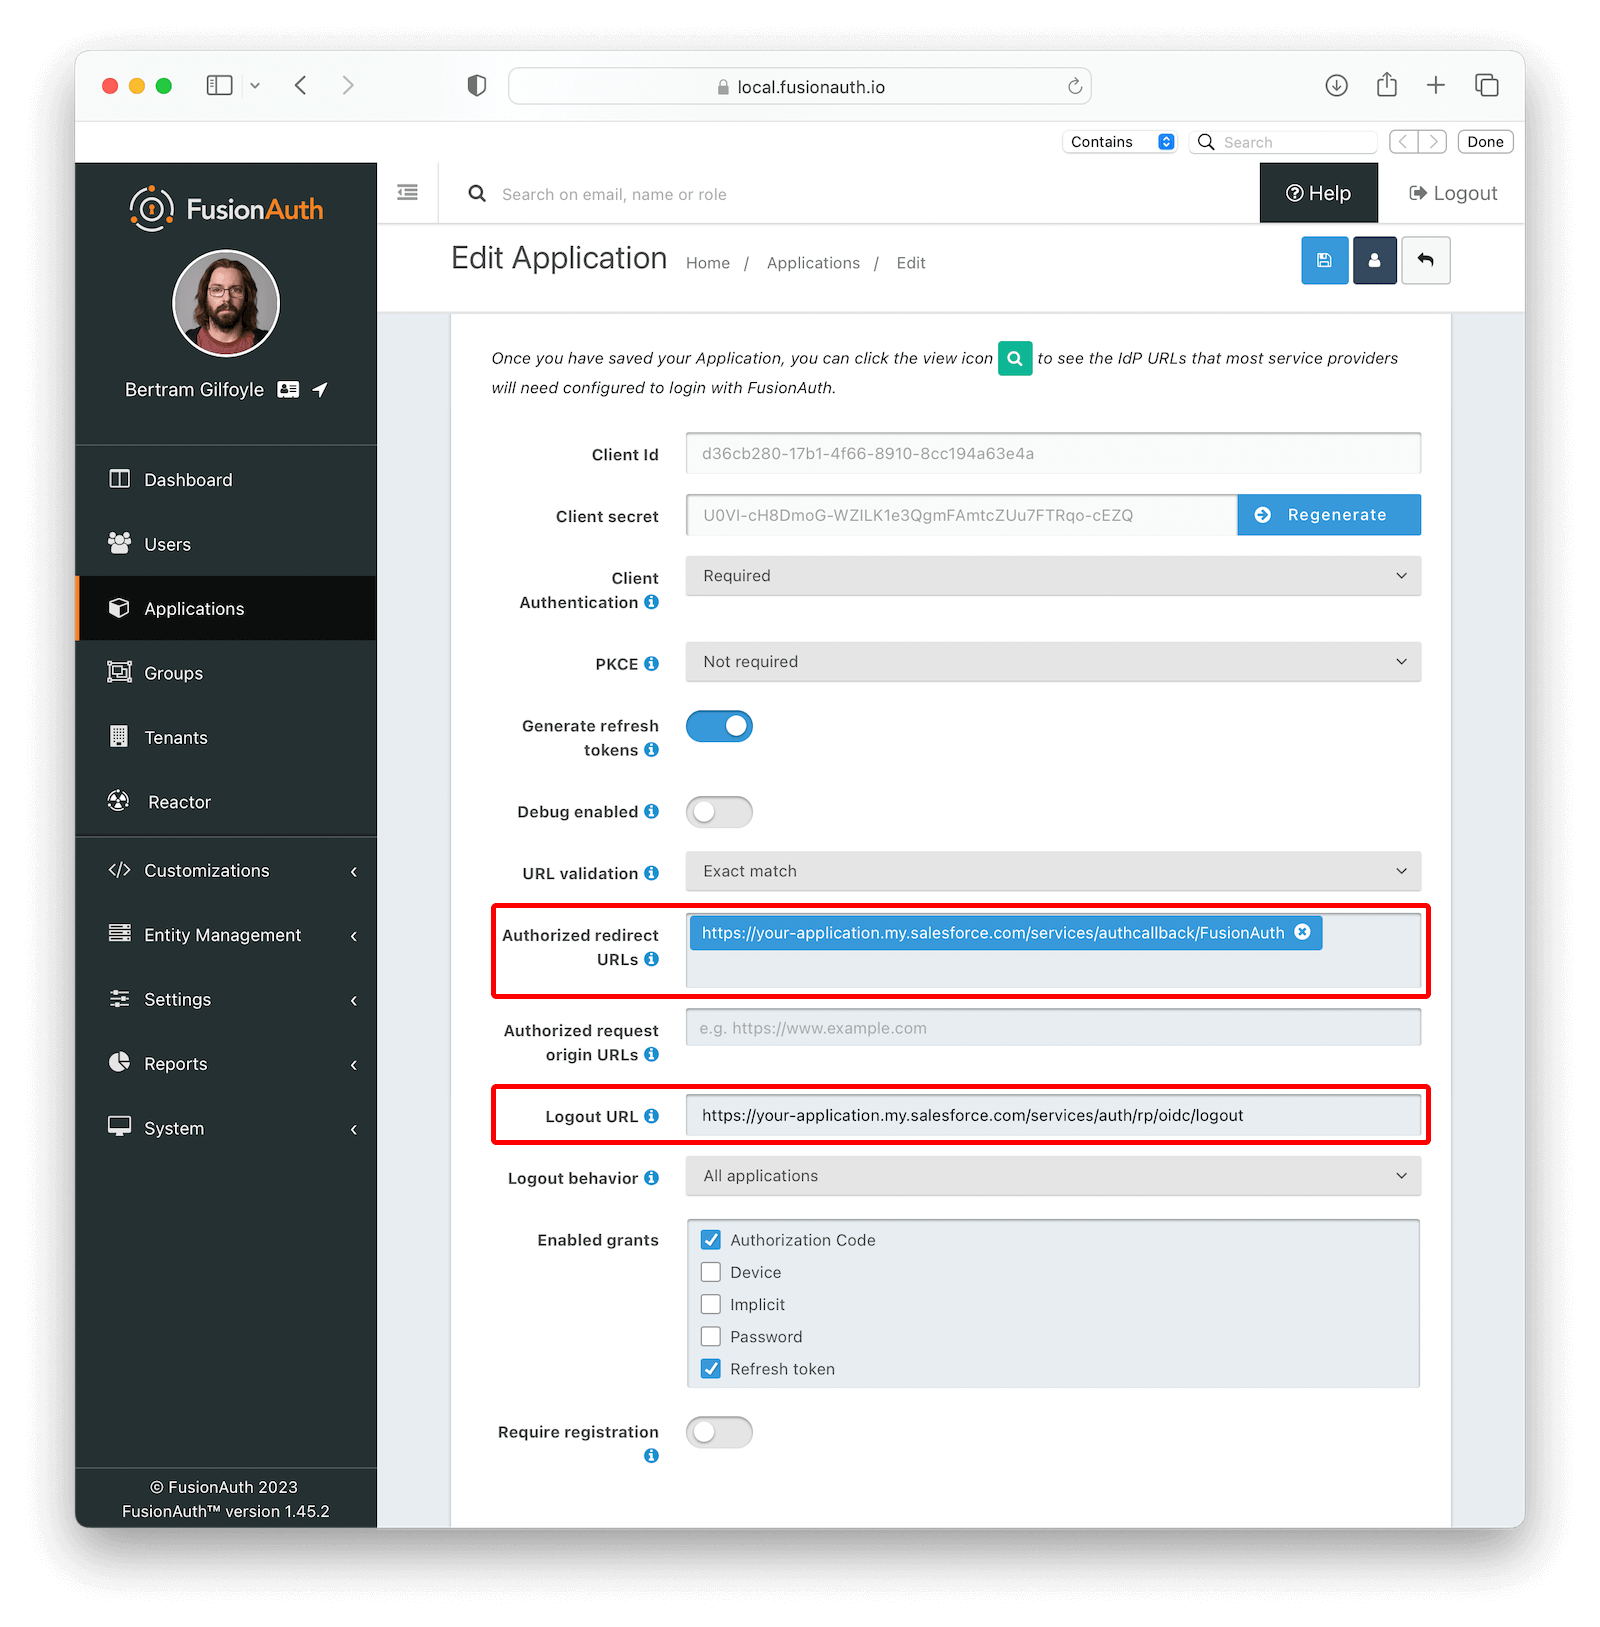 local.fusionauth.io
Contains
Search
Done
FusionAuth
Search on email, name or role
Help
Logout
Bertram Gilfoyle
Dashboard
Users
Applications
Groups
Tenants
Reactor
Customizations
Entity Management
Settings
Reports
System
© FusionAuth 2023
FusionAuth™ version 1.45.2
Edit Application
Home / Applications / Edit
Once you have saved your Application, you can click the view icon to see the IdP URLs that most service providers
will need configured to login with FusionAuth.
Client Id
d36cb280-17b1-4f66-8910-8cc194a63e4a
Client secret
U0VI-cH8DmoG-WZILK1e3QgmFAmtcZUu7FTRqo-cEZQ
Regenerate
Client
Authentication
Required
PKCE
Not required
Generate refresh
tokens
Debug enabled
URL validation
Exact match
Authorized redirect
URLs
https://your-application.my.salesforce.com/services/authcallback/FusionAuth
Authorized request
origin URLs
e.g. https://www.example.com
Logout URL
https://your-application.my.salesforce.com/services/auth/rp/oidc/logout
Logout behavior
All applications
Enabled grants
Authorization Code
Device
Implicit
Password
Refresh token
Require registration